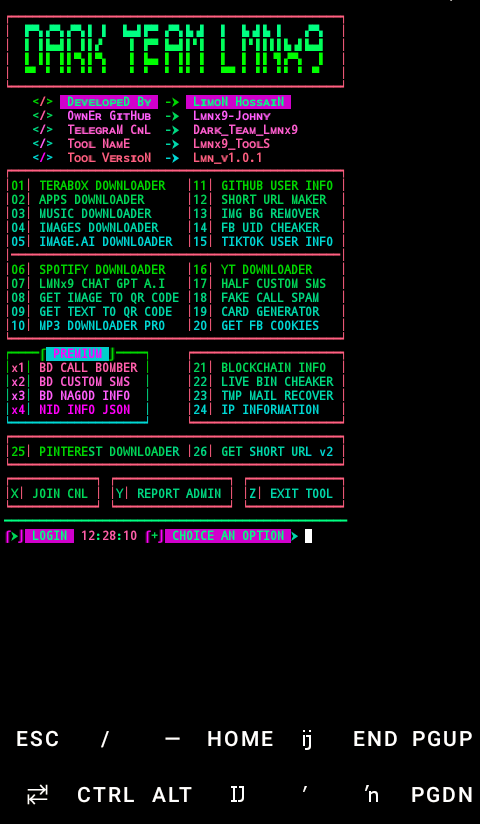 DARK TEAM LMNx9
</> DEVELOPED BY -> LIMON HOSSAIN
</> OWNER GITHUB -> LMNX9-JOHNY
</> TELEGRAM CNL -> DARK_TEAM_LMNX9
</> TOOL NAME -> LMNX9_TOOLS
</> TOOL VERSION -> LMN_V1.0.1
01| TERABOX DOWNLOADER |11| GITHUB USER INFO
02| APPS DOWNLOADER |12| SHORT URL MAKER
03| MUSIC DOWNLOADER |13| IMG BG REMOVER
04| IMAGES DOWNLOADER |14| FB UID CHEAKER
05| IMAGE.AI DOWNLOADER |15| TIKTOK USER INFO
06| SPOTIFY DOWNLOADER |16| YT DOWNLOADER
07| LMNx9 CHAT GPT A.I |17| HALF CUSTOM SMS
08| GET IMAGE TO QR CODE |18| FAKE CALL SPAM
09| GET TEXT TO QR CODE |19| CARD GENERATOR
10| MP3 DOWNLOADER PRO |20| GET FB COOKIES
PREMIUM
x1| BD CALL BOMBER |21| BLOCKCHAIN INFO
x2| BD CUSTOM SMS |22| LIVE BIN CHEAKER
x3| BD NAGOD INFO |23| TMP MAIL RECOVER
x4| NID INFO JSON |24| IP INFORMATION
25| PINTEREST DOWNLOADER |26| GET SHORT URL v2
X| JOIN CNL |Y| REPORT ADMIN |Z| EXIT TOOL
[>] LOGIN 12:28:10 [+] CHOICE AN OPTION >
ESC / — HOME ij END PGUP
⇄ CTRL ALT IJ ′ ŉ PGDN